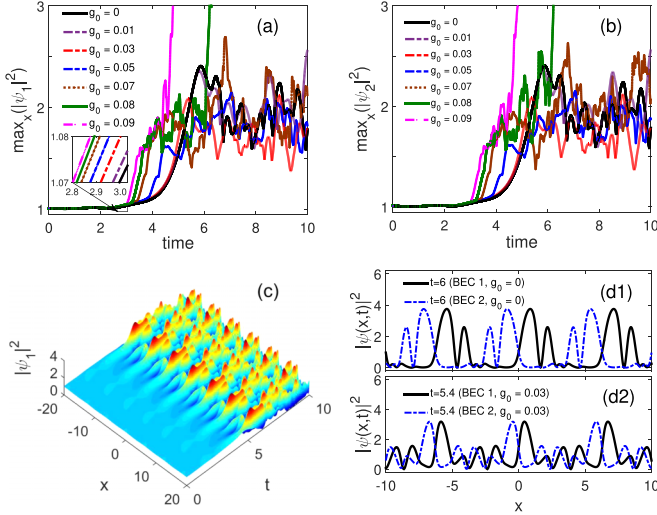 (a)
g₀ = 0
g₀ = 0.01
g₀ = 0.03
g₀ = 0.05
g₀ = 0.07
g₀ = 0.08
g₀ = 0.09
max_x(|ψ₁|²)
3
2
1
1.08
1.07
2.8 2.9 3.0
0 2 4 6 8 10
time
(b)
g₀ = 0
g₀ = 0.01
g₀ = 0.03
g₀ = 0.05
g₀ = 0.07
g₀ = 0.08
g₀ = 0.09
max_x(|ψ₂|²)
3
2
1
0 2 4 6 8 10
time
(c)
|ψ₁|²
4
2
0
-20
-10
0
10
20
x
0
5
10
t
(d1)
t=6 (BEC 1, g₀ = 0)
t=6 (BEC 2, g₀ = 0)
|ψ(x,t)|²
6
4
2
0
(d2)
t=5.4 (BEC 1, g₀ = 0.03)
t=5.4 (BEC 2, g₀ = 0.03)
|ψ(x,t)|²
6
4
2
0
-10 -5 0 5 10
x